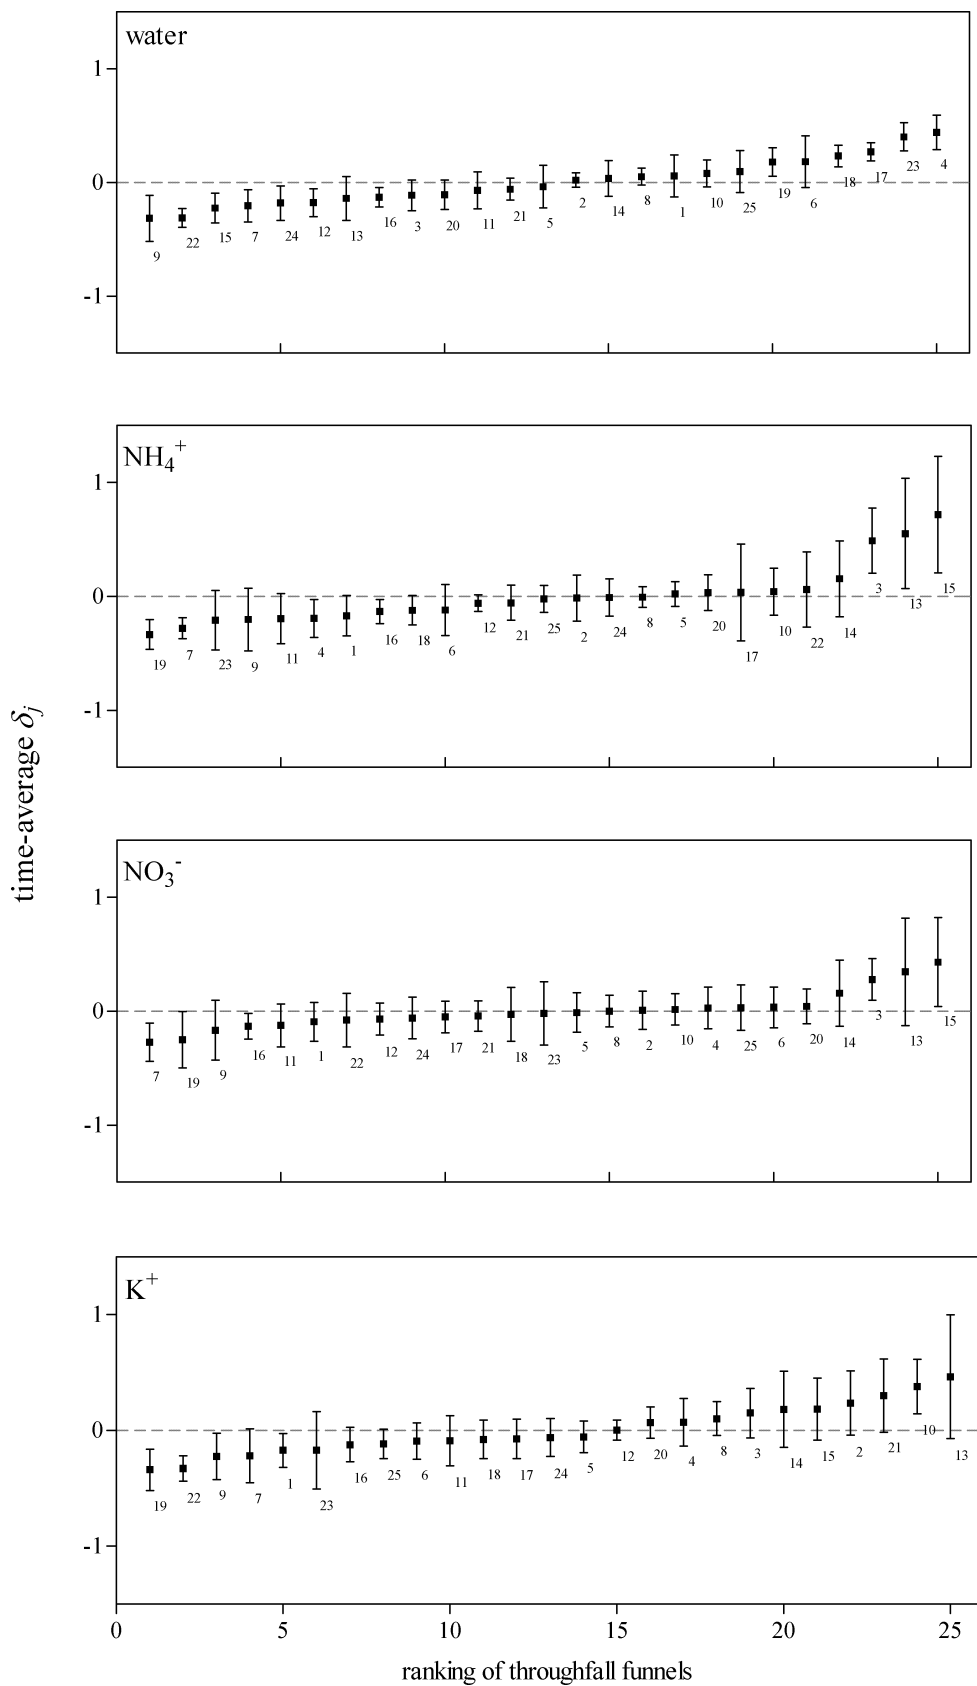 water
1
0
-1
9 22 15 7 24 12 13 16 3 20 11 21 5 2 14 8 1 10 25 19 6 18 17 23 4
NH₄⁺
1
0
-1
19 7 23 9 11 4 1 16 18 6 12 21 25 2 24 8 5 20 17 10 22 14 3 13 15
time-average δⱼ
NO₃⁻
1
0
-1
7 19 9 16 11 1 22 12 24 17 21 18 23 5 8 2 10 4 25 6 20 14 3 13 15
K⁺
1
0
-1
19 22 9 7 1 23 16 25 6 11 18 17 24 5 12 20 4 8 3 14 15 2 21 10 13
0 5 10 15 20 25
ranking of throughfall funnels